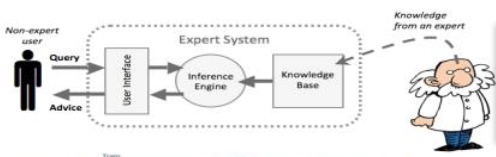 Non-expert
user
Query
Advice
Expert System
User Interface
Inference
Engine
Knowledge
Base
Knowledge
from an expert